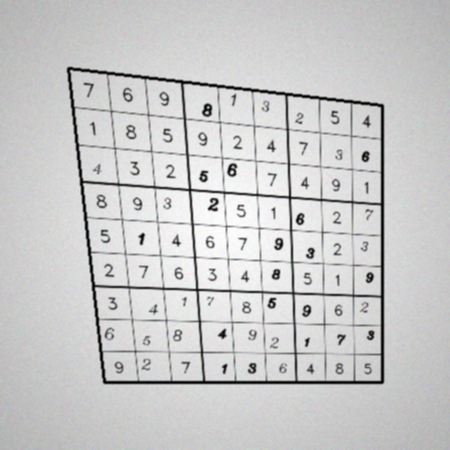 7 6 9 8 1 3 2 5 4
1 8 5 9 2 4 7 3 6
4 3 2 5 6 7 4 9 1
8 9 3 2 5 1 6 2 7
5 1 4 6 7 9 3 2 3
2 7 6 3 4 8 5 1 9
3 4 1 7 8 5 9 6 2
6 5 8 4 9 2 1 7 3
9 2 7 1 3 6 4 8 5